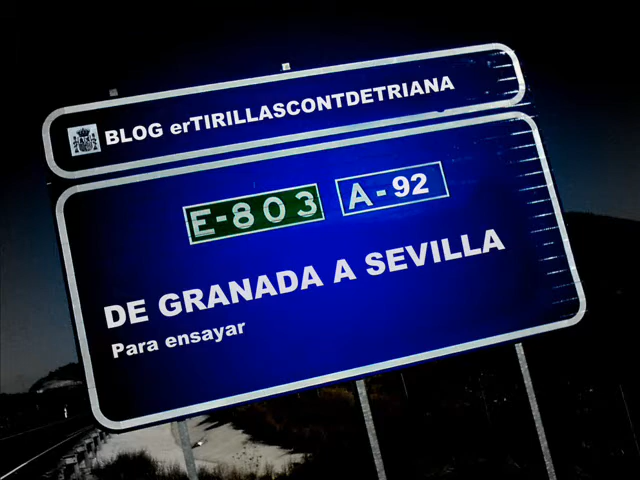 BLOG erTIRILLASCONTDETRIANA
E-803 A-92
DE GRANADA A SEVILLA
Para ensayar